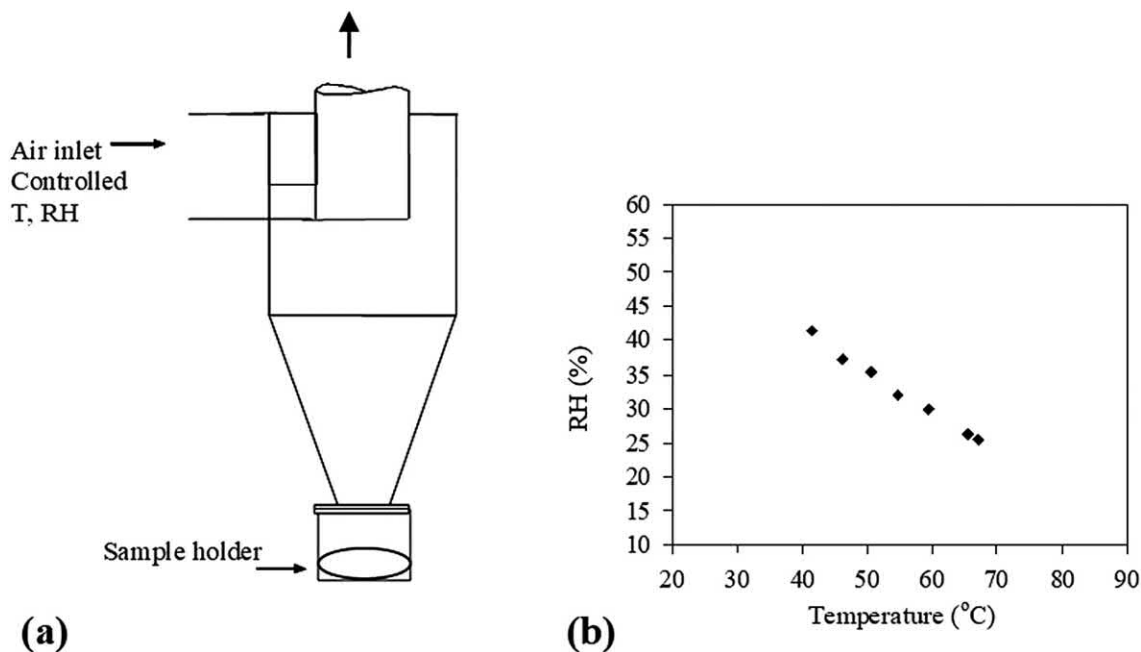 Air inlet
Controlled
T, RH
Sample holder
(a)
RH (%)
60
55
50
45
40
35
30
25
20
15
10
20 30 40 50 60 70 80 90
Temperature (°C)
(b)